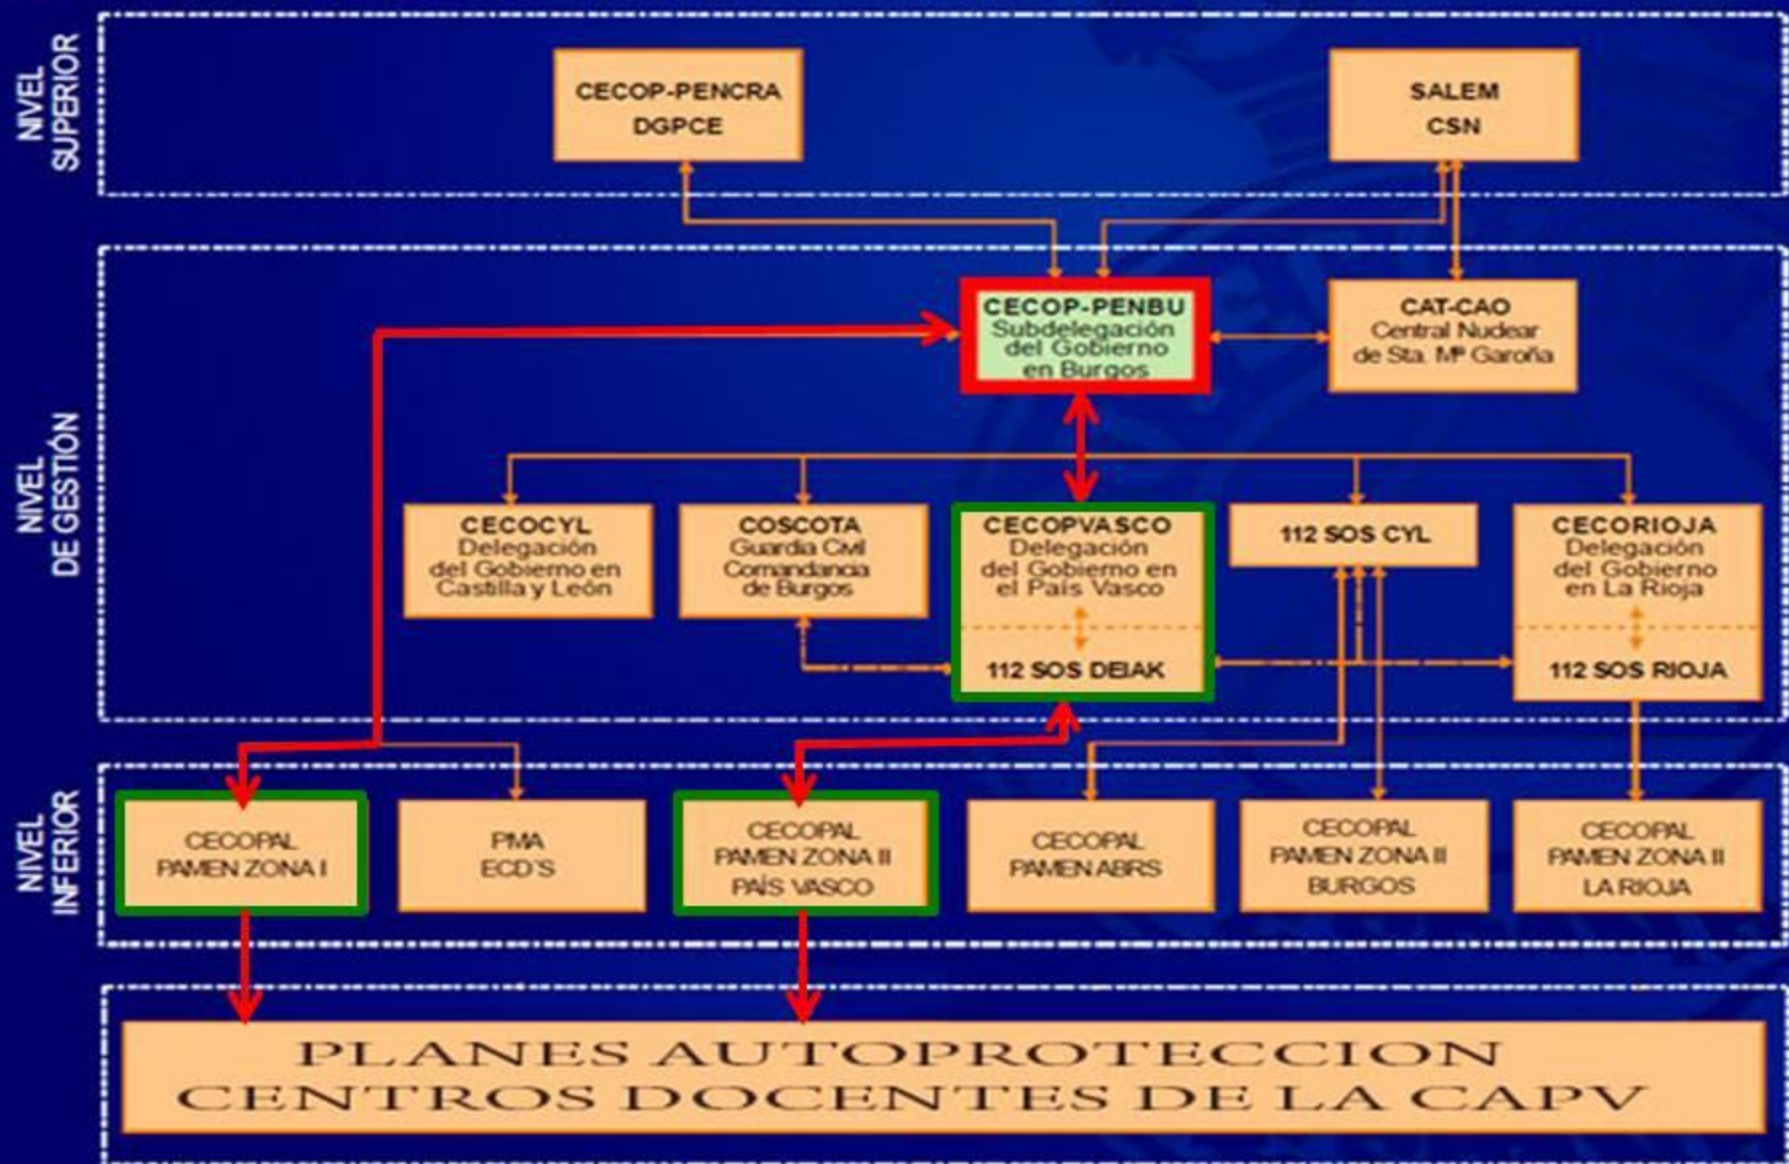 NIVEL
SUPERIOR
CECOP-PENCRA
DGPCE
SALEM
CSN
NIVEL
DE GESTIÓN
CECOP-PENBU
Subdelegación
del Gobierno
en Burgos
CAT-CAO
Central Nudear
de Sta. Mª Garoña
CECOCYL
Delegación
del Gobierno en
Castilla y León
COSCOTA
Guardia Civil
Comandancia
de Burgos
CECOPVASCO
Delegación
del Gobierno en
el País Vasco
112 SOS DEIAK
112 SOS CYL
CECORIOJA
Delegación
del Gobierno
en La Rioja
112 SOS RIOJA
NIVEL
INFERIOR
CECOPAL
PAMEN ZONA I
PMA
ECD`S
CECOPAL
PAMEN ZONA II
PAÍS VASCO
CECOPAL
PAMEN ABRS
CECOPAL
PAMEN ZONA II
BURGOS
CECOPAL
PAMEN ZONA II
LA RIOJA
PLANES AUTOPROTECCION
CENTROS DOCENTES DE LA CAPV